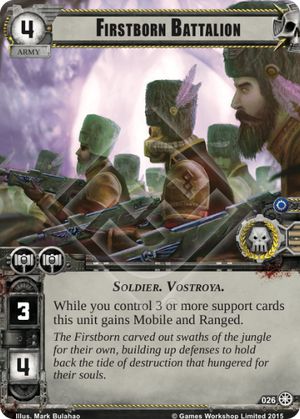 4
FIRSTBORN BATTALION
ARMY
SOLDIER. VOSTROYA.
3
While you control 3 or more support cards
this unit gains Mobile and Ranged.
The Firstborn carved out swaths of the jungle
for their own, building up defenses to hold
back the tide of destruction that hungered for
their souls.
4
026
Illus. Mark Bulahao
© Games Workshop Limited 2015